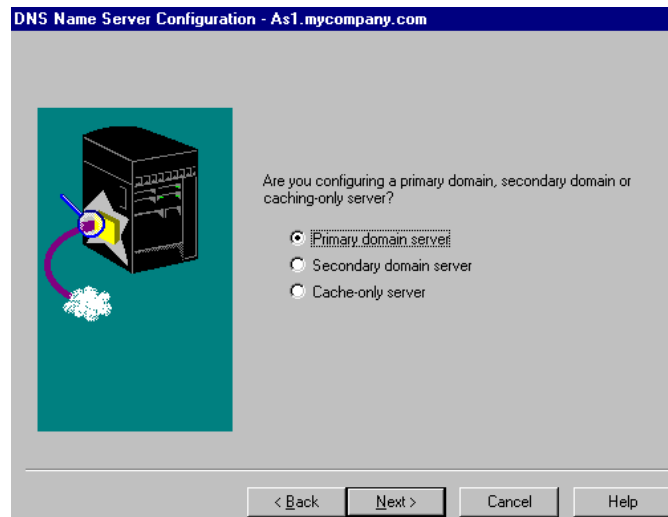 DNS Name Server Configuration - As1.mycompany.com
Are you configuring a primary domain, secondary domain or
caching-only server?
Primary domain server
Secondary domain server
Cache-only server
< Back Next > Cancel Help